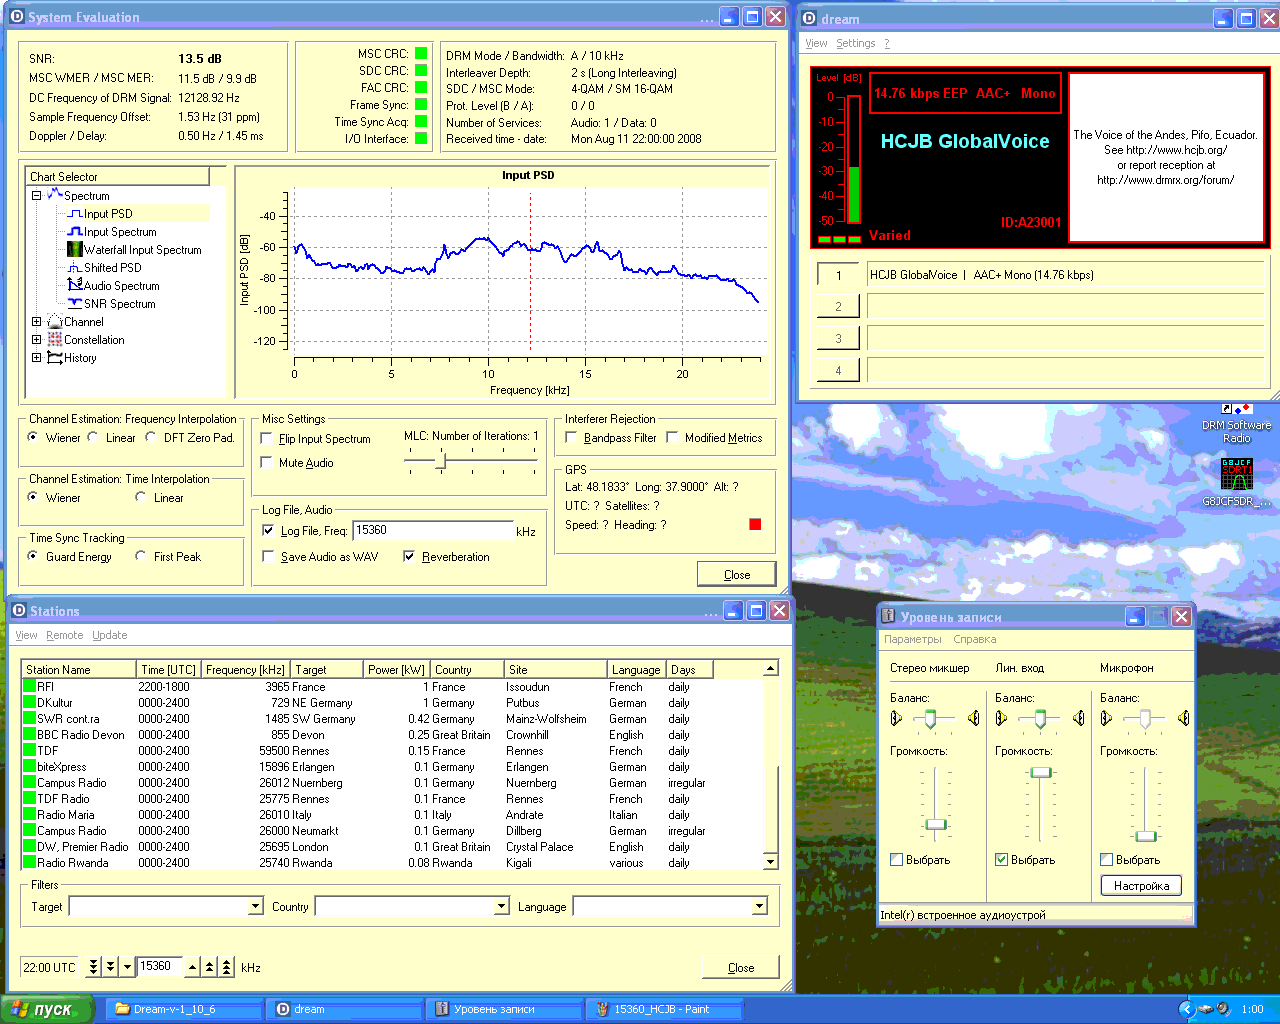 System Evaluation
SNR: 13.5 dB
MSC WMER / MSC MER: 11.5 dB / 9.9 dB
DC Frequency of DRM Signal: 12128.92 Hz
Sample Frequency Offset: 1.53 Hz (31 ppm)
Doppler / Delay: 0.50 Hz / 1.45 ms
MSC CRC:
SDC CRC:
FAC CRC:
Frame Sync:
Time Sync Acq:
I/O Interface:
DRM Mode / Bandwidth: A / 10 kHz
Interleaver Depth: 2 s (Long Interleaving)
SDC / MSC Mode: 4-QAM / SM 16-QAM
Prot. Level (B / A): 0 / 0
Number of Services: Audio: 1 / Data: 0
Received time - date: Mon Aug 11 22:00:00 2008
Chart Selector
Spectrum
Input PSD
Input Spectrum
Waterfall Input Spectrum
Shifted PSD
Audio Spectrum
SNR Spectrum
Channel
Constellation
History
Input PSD
Input PSD [dB]
-40
-60
-80
-100
-120
0 5 10 15 20
Frequency [kHz]
Channel Estimation: Frequency Interpolation
Wiener Linear DFT Zero Pad.
Channel Estimation: Time Interpolation
Wiener Linear
Time Sync Tracking
Guard Energy First Peak
Misc Settings
Flip Input Spectrum
Mute Audio
MLC: Number of Iterations: 1
Log File, Audio
Log File, Freq: 15360 kHz
Save Audio as WAV Reverberation
Interferer Rejection
Bandpass Filter Modified Metrics
GPS
Lat: 48.1833° Long: 37.9000° Alt: ?
UTC: ? Satellites: ?
Speed: ? Heading: ?
Close
dream
View Settings ?
Level [dB]
0
-10
-20
-30
-40
-50
14.76 kbps EEP AAC+ Mono
HCJB GlobalVoice
ID:A23001
Varied
The Voice of the Andes, Pifo, Ecuador.
See http://www.hcjb.org/
or report reception at
http://www.drmrx.org/forum/
1 HCJB GlobalVoice | AAC+ Mono (14.76 kbps)
2
3
4
DRM Software
Radio
G8JCF
SDRT1
G8JCFSDR_...
Stations
View Remote Update
Station Name Time [UTC] Frequency [kHz] Target Power [kW] Country Site Language Days
RFI 2200-1800 3965 France 1 France Issoudun French daily
DKultur 0000-2400 729 NE Germany 1 Germany Putbus German daily
SWR cont.ra 0000-2400 1485 SW Germany 0.42 Germany Mainz-Wolfsheim German daily
BBC Radio Devon 0000-2400 855 Devon 0.25 Great Britain Crownhill English daily
TDF 0000-2400 59500 Rennes 0.15 France Rennes French daily
biteXpress 0000-2400 15896 Erlangen 0.1 Germany Erlangen German daily
Campus Radio 0000-2400 26012 Nuernberg 0.1 Germany Nuernberg German irregular
TDF Radio 0000-2400 25775 Rennes 0.1 France Rennes French daily
Radio Maria 0000-2400 26010 Italy 0.1 Italy Andrate Italian daily
Campus Radio 0000-2400 26000 Neumarkt 0.1 Germany Dillberg German irregular
DW, Premier Radio 0000-2400 25695 London 0.1 Great Britain Crystal Palace English daily
Radio Rwanda 0000-2400 25740 Rwanda 0.08 Rwanda Kigali various daily
Filters
Target Country Language
22:00 UTC 15360 kHz
Close
Уровень записи
Параметры Справка
Стерео микшер Лин. вход Микрофон
Баланс: Баланс: Баланс:
Громкость: Громкость: Громкость:
Выбрать Выбрать Выбрать
Настройка
Intel(r) встроенное аудиоустрой
пуск Dream-v-1_10_6 dream Уровень записи 15360_HCJB - Paint 1:00